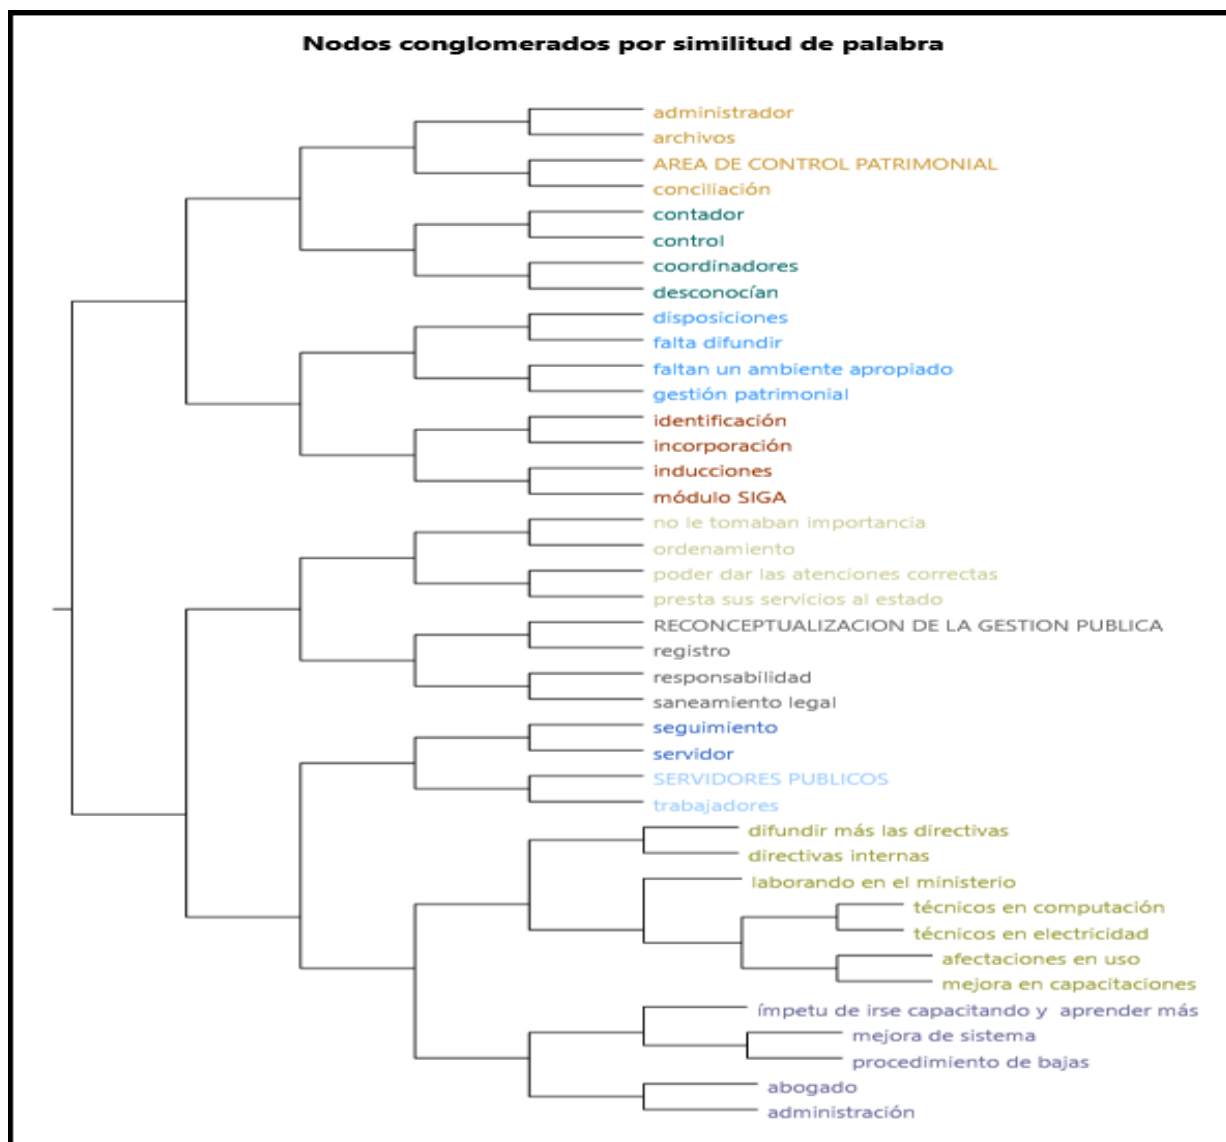 Nodos conglomerados por similitud de palabra
administrador
archivos
AREA DE CONTROL PATRIMONIAL
conciliación
contador
control
coordinadores
desconocían
disposiciones
falta difundir
faltan un ambiente apropiado
gestión patrimonial
identificación
incorporación
inducciones
módulo SIGA
no le tomaban importancia
ordenamiento
poder dar las atenciones correctas
presta sus servicios al estado
RECONCEPTUALIZACION DE LA GESTION PUBLICA
registro
responsabilidad
saneamiento legal
seguimiento
servidor
SERVIDORES PUBLICOS
trabajadores
difundir más las directivas
directivas internas
laborando en el ministerio
técnicos en computación
técnicos en electricidad
afectaciones en uso
mejora en capacitaciones
ímpetu de irse capacitando y  aprender más
mejora de sistema
procedimiento de bajas
abogado
administración